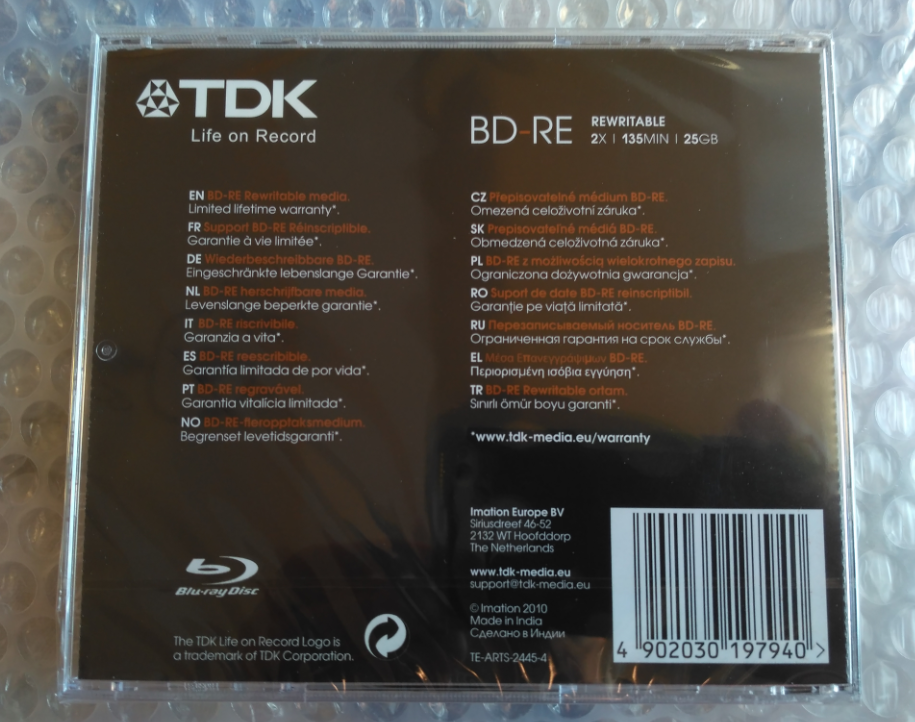 TDK
Life on Record
BD-RE
REWRITABLE
2X | 135MIN | 25GB
EN BD-RE Rewritable media.
Limited lifetime warranty*.
FR Support BD-RE Réinscriptible.
Garantie à vie limitée*.
DE Wiederbeschreibbare BD-RE.
Eingeschränkte lebenslange Garantie*.
NL BD-RE herschrijfbare media.
Levenslange beperkte garantie*.
IT BD-RE riscrivibile.
Garanzia a vita*.
ES BD-RE reescribible.
Garantía limitada de por vida*.
PT BD-RE regravável.
Garantia vitalícia limitada*.
NO BD-RE-fleropptaksmedium.
Begrenset levetidsgaranti*.
CZ Přepisovatelné médium BD-RE.
Omezená celoživotní záruka*.
SK Prepisovateľné médiá BD-RE.
Obmedzená celoživotná záruka*.
PL BD-RE z możliwością wielokrotnego zapisu.
Ograniczona dożywotnia gwarancja*.
RO Suport de date BD-RE reinscriptibil.
Garanţie pe viaţă limitată*.
RU Перезаписываемый носитель BD-RE.
Ограниченная гарантия на срок службы*.
EL Μέσα Επανεγγράψιμων BD-RE.
Περιορισμένη ισόβια εγγύηση*.
TR BD-RE Rewritable ortam.
Sınırlı ömür boyu garanti*.
*www.tdk-media.eu/warranty
Imation Europe BV
Siriusdreef 46-52
2132 WT Hoofddorp
The Netherlands
www.tdk-media.eu
support@tdk-media.eu
© Imation 2010
Made in India
Сделано в Индии
TE-ARTS-2445-4
Blu-ray Disc
The TDK Life on Record Logo is
a trademark of TDK Corporation.
4 902030 197940 >